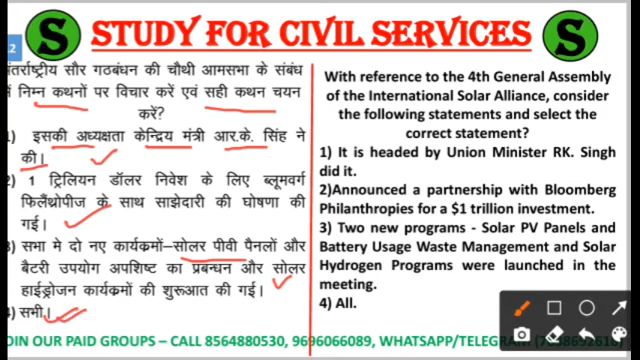 S STUDY FOR CIVIL SERVICES S
.2
अंतर्राष्ट्रीय सौर गठबंधन की चौथी आमसभा के संबंध
में निम्न कथनों पर विचार करें एवं सही कथन चयन
करें?
1) इसकी अध्यक्षता केन्द्रिय मंत्री आर.के. सिंह ने
की।
2) 1 ट्रिलियन डॉलर निवेश के लिए ब्लूमवर्ग
फिलैंथ्रोपीज के साथ साझेदारी की घोषणा की
गई।
3) सभा मे दो नए कार्यक्रमों–सोलर पीवी पैनलों और
बैटरी उपयोग अपशिष्ट का प्रबन्धन और सोलर
हाईड्रोजन कार्यक्रमों की शुरूआत की गई।
4) सभी।
With reference to the 4th General Assembly
of the International Solar Alliance, consider
the following statements and select the
correct statement?
1) It is headed by Union Minister RK. Singh
did it.
2)Announced a partnership with Bloomberg
Philanthropies for a $1 trillion investment.
3) Two new programs - Solar PV Panels and
Battery Usage Waste Management and Solar
Hydrogen Programs were launched in the
meeting.
4) All.
JOIN OUR PAID GROUPS – CALL 8564880530, 9696066089, WHATSAPP/TELEGRAM